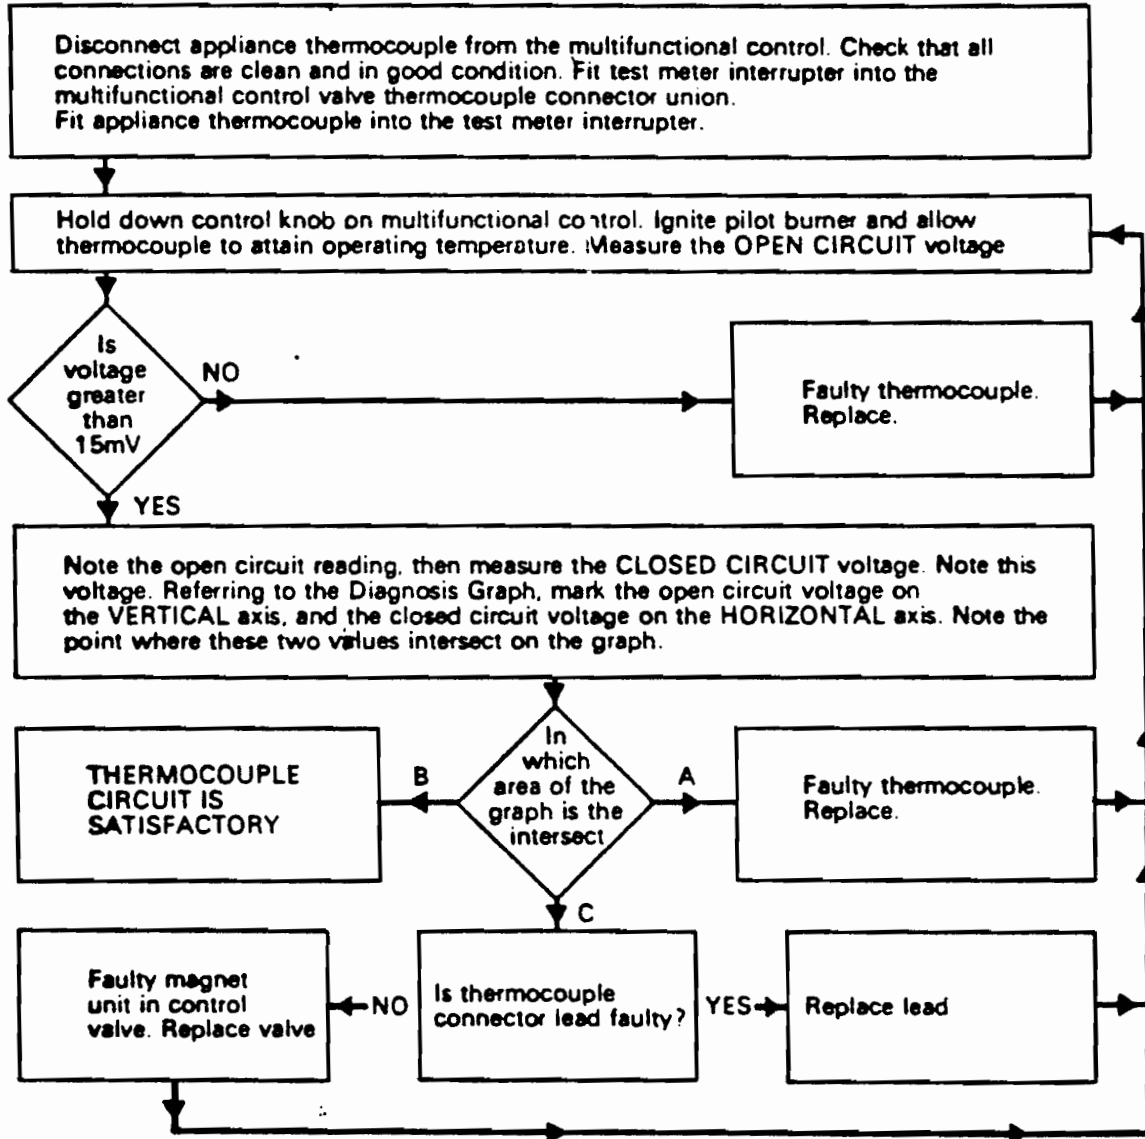 Disconnect appliance thermocouple from the multifunctional control. Check that all
connections are clean and in good condition. Fit test meter interrupter into the
multifunctional control valve thermocouple connector union.
Fit appliance thermocouple into the test meter interrupter.
Hold down control knob on multifunctional control. Ignite pilot burner and allow
thermocouple to attain operating temperature. Measure the OPEN CIRCUIT voltage
Is
voltage
greater
than
15mV
NO
Faulty thermocouple.
Replace.
YES
Note the open circuit reading, then measure the CLOSED CIRCUIT voltage. Note this
voltage. Referring to the Diagnosis Graph, mark the open circuit voltage on
the VERTICAL axis, and the closed circuit voltage on the HORIZONTAL axis. Note the
point where these two values intersect on the graph.
THERMOCOUPLE
CIRCUIT IS
SATISFACTORY
B
In
which
area of the
graph is the
intersect
A
Faulty thermocouple.
Replace.
C
Faulty magnet
unit in control
valve. Replace valve
NO
Is thermocouple
connector lead faulty?
YES
Replace lead